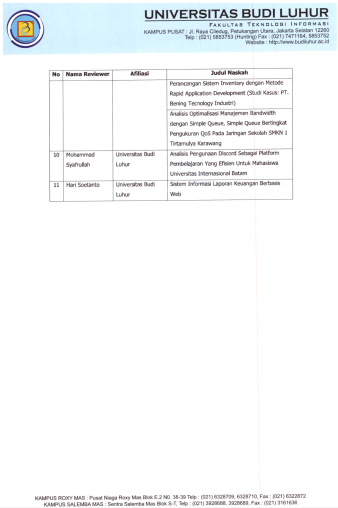 UNIVERSITAS BUDI LUHUR
FAKULTAS TEKNOLOGI INFORMASI
KAMPUS PUSAT : Jl. Raya Ciledug, Petukangan Utara, Jakarta Selatan 12260
Telp : (021) 5853753 (Hunting) Fax : (021) 7471164, 5853752
Website : http://www.budiluhur.ac.id
No Nama Reviewer Afiliasi Judul Naskah
Perancangan Sistem Inventory dengan Metode
Rapid Application Development (Studi Kasus: PT.
Bening Tecnology Industri)
Analisis Optimalisasi Manajemen Bandwidth
dengan Simple Queue, Simple Queue Bertingkat
Pengukuran QoS Pada Jaringan Sekolah SMKN 1
Tirtamulya Karawang
10 Mohammad Universitas Budi Analisis Pengunaan Discord Sebagai Platform
Syafrullah Luhur Pembelajaran Yang Efisien Untuk Mahasiswa
Universitas Internasional Batam
11 Hari Soetanto Universitas Budi Sistem Informasi Laporan Keuangan Berbasis
Luhur Web
KAMPUS ROXY MAS : Pusat Niaga Roxy Mas Blok E.2 NO. 38-39 Telp : (021) 6328709, 6328710, Fax : (021) 6322872
KAMPUS SALEMBA MAS : Sentra Salemba Mas Blok S-T, Telp : (021) 3928688, 3928689, Fax : (021) 3161636